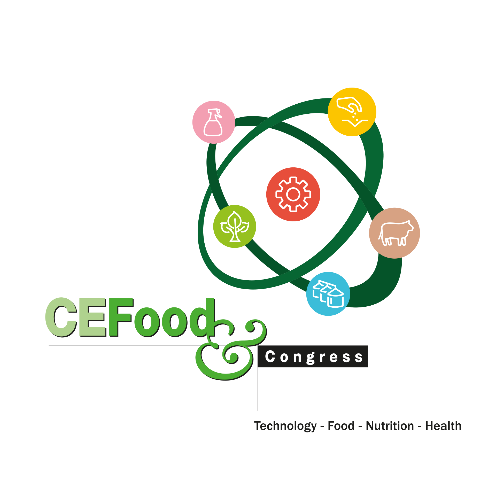 CEFood &
Congress
Technology - Food - Nutrition - Health